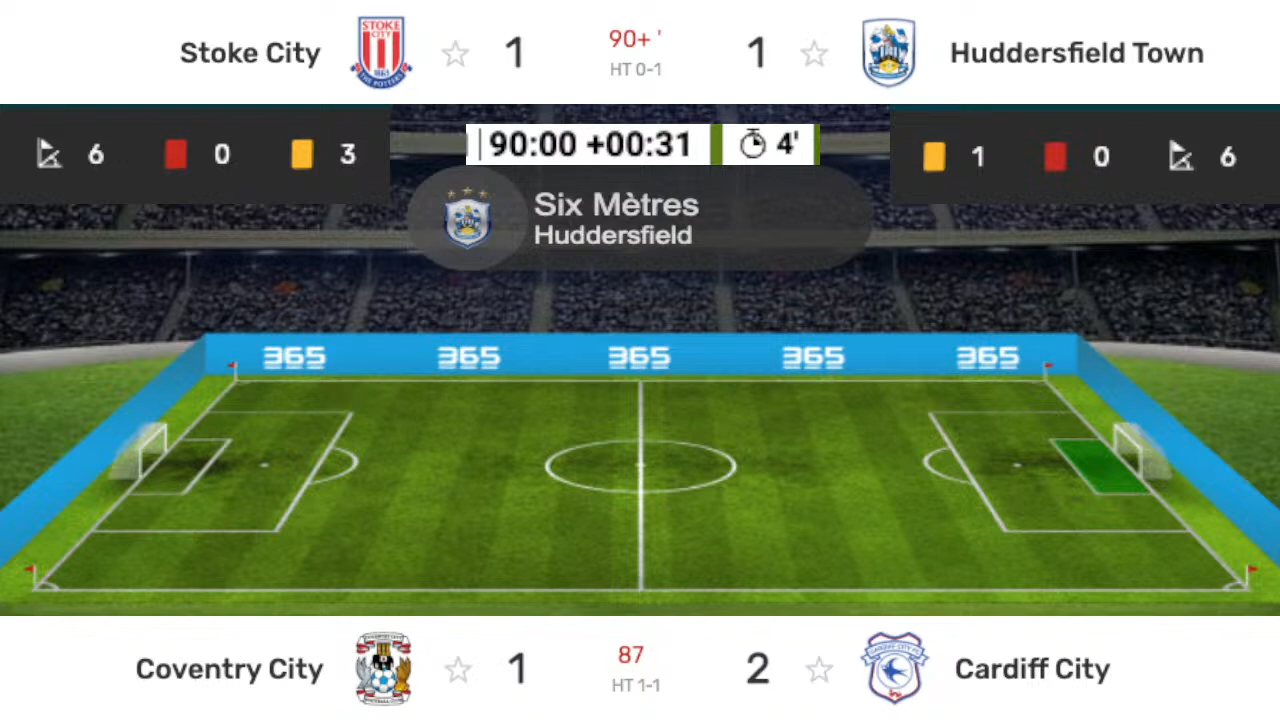 Stoke City 1 90+ ' 1 Huddersfield Town
HT 0-1
6 0 3 90:00 +00:31 4' 1 0 6
Six Mètres
Huddersfield
365 365 365 365 365
Coventry City 1 87 2 Cardiff City
HT 1-1